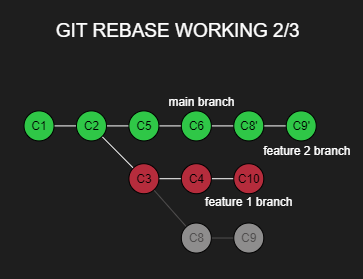 GIT REBASE WORKING 2/3
main branch
C1 C2 C5 C6 C8' C9'
feature 2 branch
C3 C4 C10
feature 1 branch
C8 C9